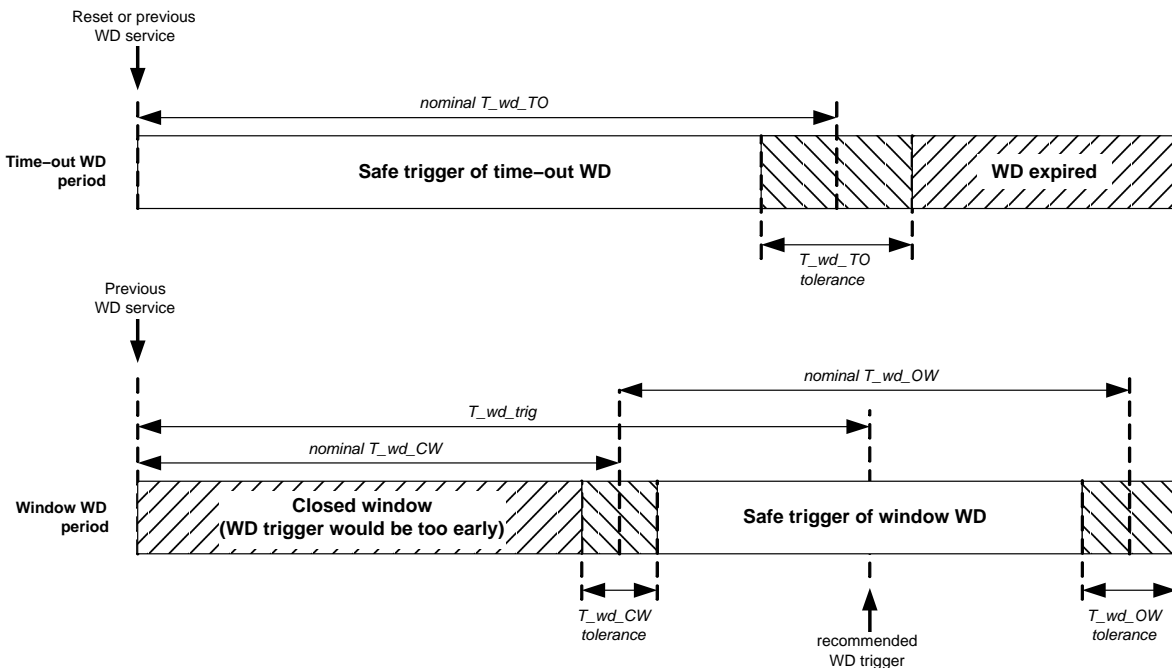 Reset or previous
WD service
nominal T_wd_TO
Time−out WD
period
Safe trigger of time−out WD
WD expired
T_wd_TO
tolerance
Previous
WD service
nominal T_wd_OW
T_wd_trig
nominal T_wd_CW
Window WD
period
Closed window
(WD trigger would be too early)
Safe trigger of window WD
T_wd_CW
tolerance
recommended
WD trigger
T_wd_OW
tolerance